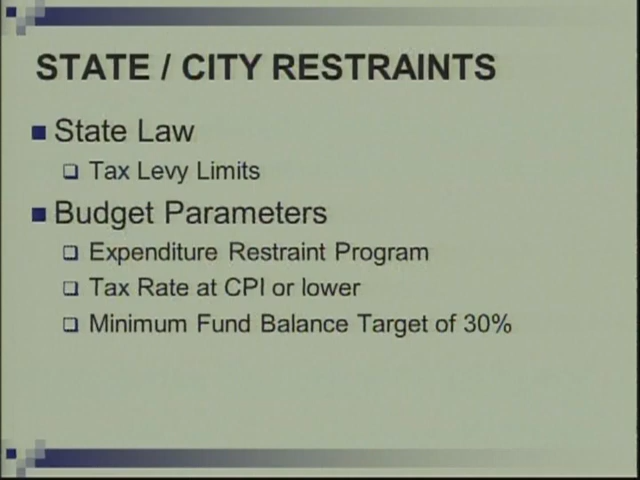 STATE / CITY RESTRAINTS
State Law
Tax Levy Limits
Budget Parameters
Expenditure Restraint Program
Tax Rate at CPI or lower
Minimum Fund Balance Target of 30%